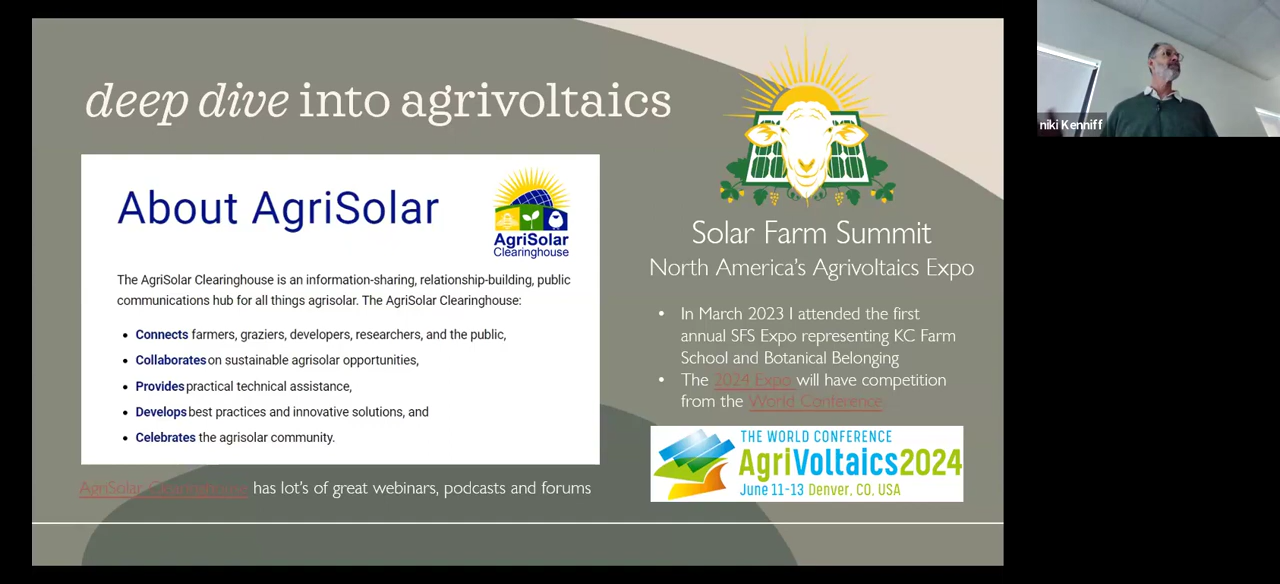 deep dive into agrivoltaics
About AgriSolar
AgriSolar
Clearinghouse
The AgriSolar Clearinghouse is an information-sharing, relationship-building, public
communications hub for all things agrisolar. The AgriSolar Clearinghouse:
• Connects farmers, graziers, developers, researchers, and the public,
• Collaborates on sustainable agrisolar opportunities,
• Provides practical technical assistance,
• Develops best practices and innovative solutions, and
• Celebrates the agrisolar community.
AgriSolar Clearinghouse has lot's of great webinars, podcasts and forums
Solar Farm Summit
North America's Agrivoltaics Expo
• In March 2023 I attended the first
annual SFS Expo representing KC Farm
School and Botanical Belonging
• The 2024 Expo will have competition
from the World Conference
THE WORLD CONFERENCE
AgriVoltaics2024
June 11-13 Denver, CO, USA
niki Kenniff